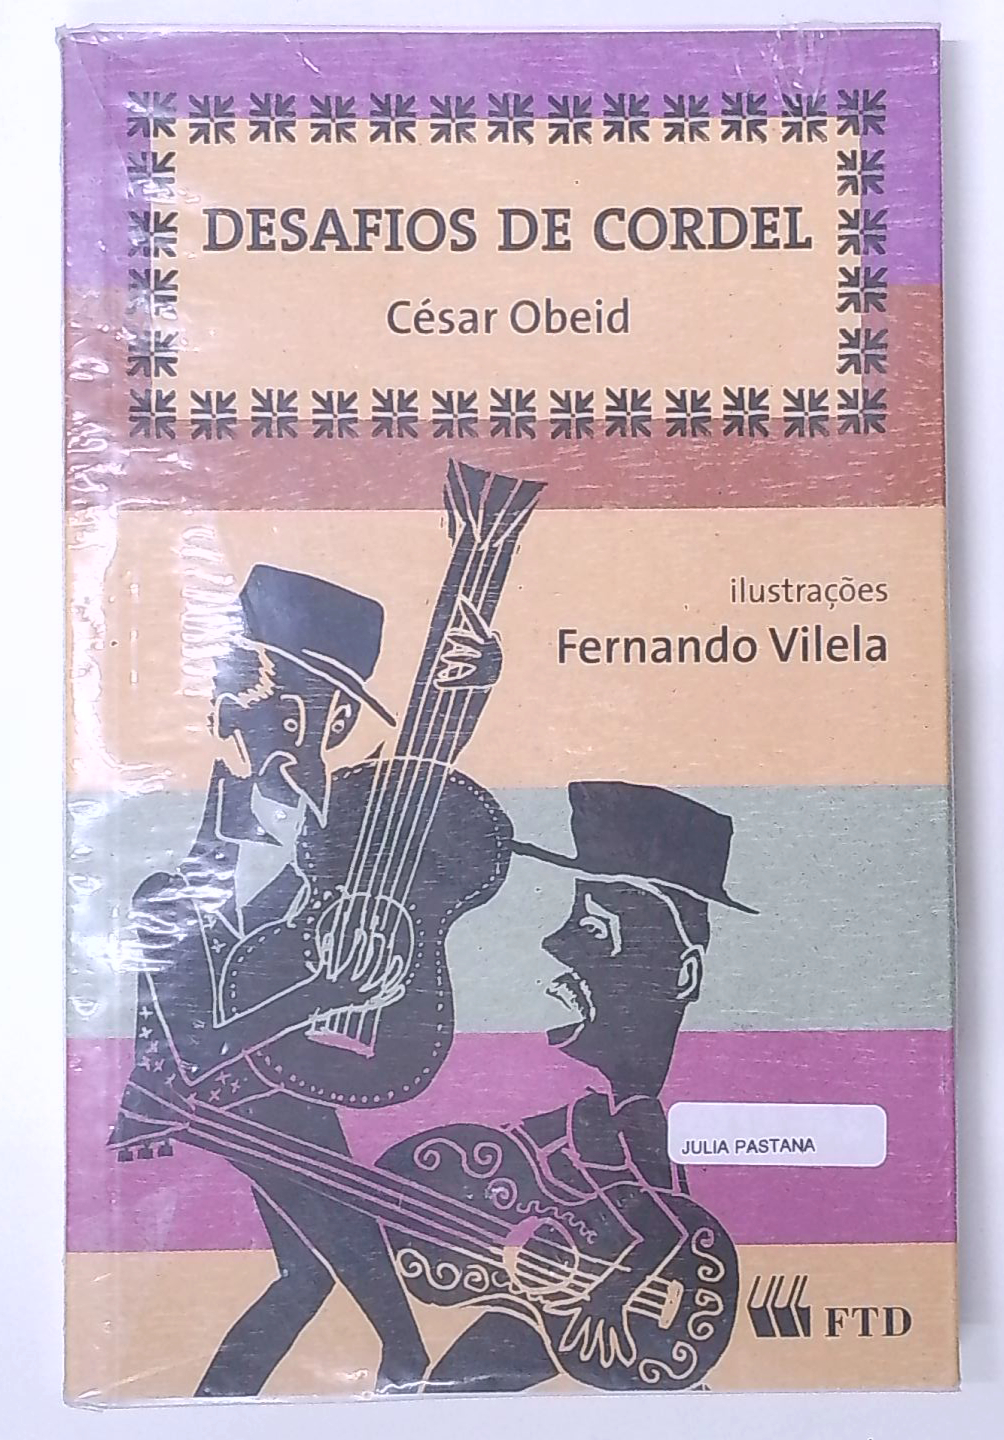 DESAFIOS DE CORDEL
César Obeid
ilustrações
Fernando Vilela
JULIA PASTANA
FTD